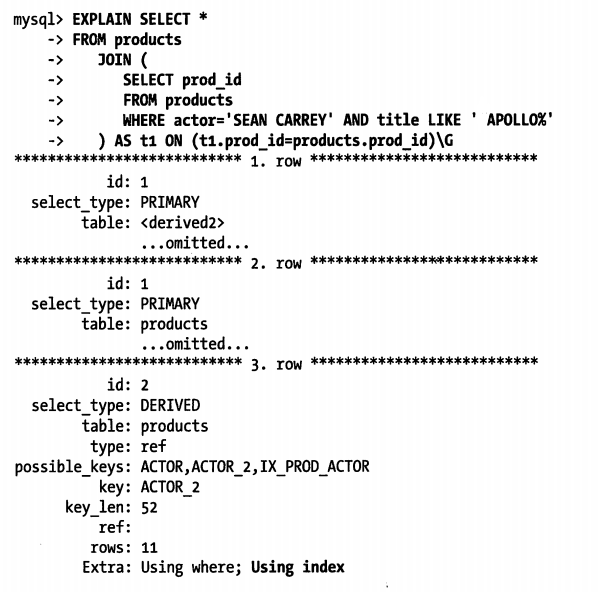 mysql> EXPLAIN SELECT *
-> FROM products
-> JOIN (
-> SELECT prod_id
-> FROM products
-> WHERE actor='SEAN CARREY' AND title LIKE ' APOLLO%'
-> ) AS t1 ON (t1.prod_id=products.prod_id)\G
*************************** 1. row ***************************
id: 1
select_type: PRIMARY
table: <derived2>
...omitted...
*************************** 2. row ***************************
id: 1
select_type: PRIMARY
table: products
...omitted...
*************************** 3. row ***************************
id: 2
select_type: DERIVED
table: products
type: ref
possible_keys: ACTOR,ACTOR_2,IX_PROD_ACTOR
key: ACTOR_2
key_len: 52
ref:
rows: 11
Extra: Using where; Using index